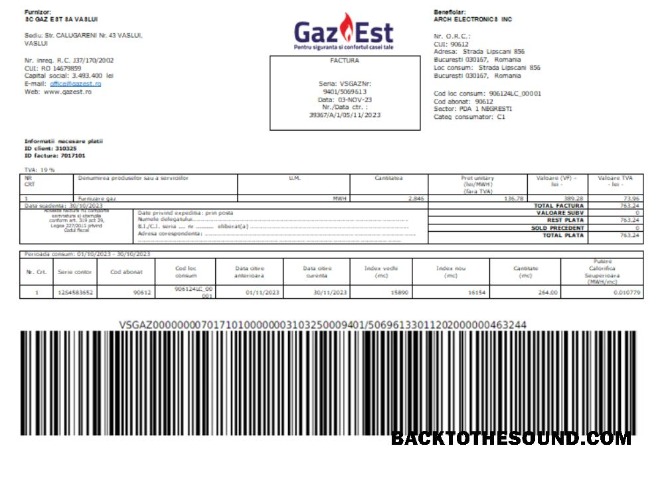 Furnizor:
SC GAZ EST SA VASLUI
Sediu: Str. CALUGARENI Nr. 43 VASLUI,
VASLUI
Nr. inreg. R.C. J37/170/2002
CUI: RO 14679859
Capital social: 3.493.400 lei
E-mail: office@gazest.ro
Web: www.gazest.ro
Gaz Est
Pentru siguranta si confortul casei tale
FACTURA
Seria: VSGAZNr:
9401/5069613
Data: 03-NOV-23
Nr./Data ctr. :
39367/A/1/05/11/2023
Beneficiar:
ARCH ELECTRONICS INC
Nr. O.R.C.:
CUI: 90612
Adresa: Strada Lipscani 856
Bucuresti 030167, Romania
Loc consum: Strada Lipscani 856
Bucuresti 030167, Romania
Cod loc consum: 906124LC_00001
Cod abonat: 90612
Sector: PDA 1 NEGRESTI
Categ consumator: C1
Informatii necesare platii
ID client: 310325
ID factura: 7017101
TVA: 19 %
NR CRT Denumirea produselor sau a serviciilor U.M. Cantitatea Pret unitary (lei/MWH) (fara TVA) Valoare (VF) - lei - Valoare TVA - lei -
1 Furnizare gaz MWH 2.846 136.78 389.28 73.96
Data scadenta: 30/10/2023 TOTAL FACTURA 763.24
Aceasta factura nu comporta
semnatura si stampila
conform art. 319 act 29,
Legea 227/2015 privind
Codul fiscal
Date privind expeditia: prin posta
Numele delegatului:
B.I./C.I. seria .... nr ......... eliberat(a)
Adresa corespondenta:
VALOARE SUBV 0
REST PLATA 763.24
SOLD PRECEDENT 0
TOTAL PLATA 763.24
Perioada consum: 01/10/2023 - 30/10/2023
Nr. Crt. Serie contor Cod abonat Cod loc consum Data citire anterioara Data citire curenta Index vechi (mc) Index nou (mc) Cantitate (mc) Putere Calorifica Superioara (MWH/mc)
1 1254583652 90612 906124LC_00001 01/11/2023 30/11/2023 15890 16154 264.00 0.010779
VSGAZ00000000701710100000031032500094​01/50696133011202000000463244
BACKTOTHESOUND.COM